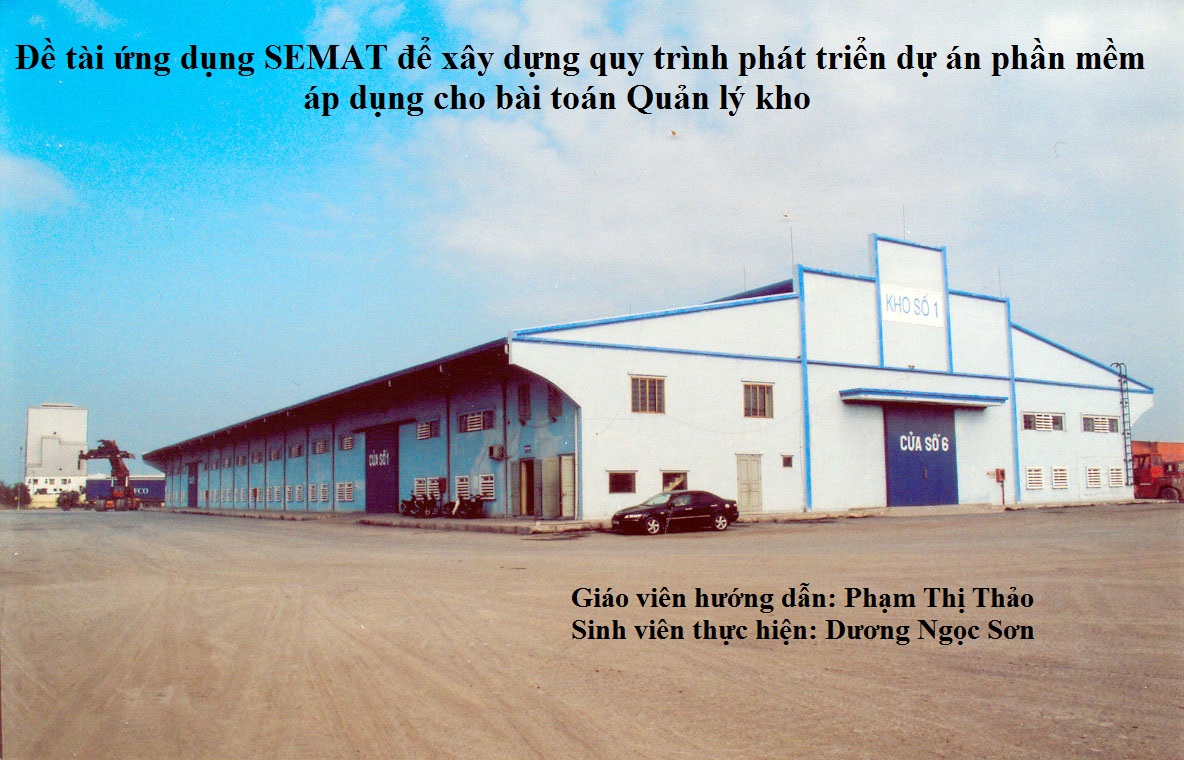 Đề tài ứng dụng SEMAT để xây dựng quy trình phát triển dự án phần mềm
áp dụng cho bài toán Quản lý kho
KHO SỐ 1
CỬA SỐ 1
CỬA SỐ 6
ECO
Giáo viên hướng dẫn: Phạm Thị Thảo
Sinh viên thực hiện: Dương Ngọc Sơn